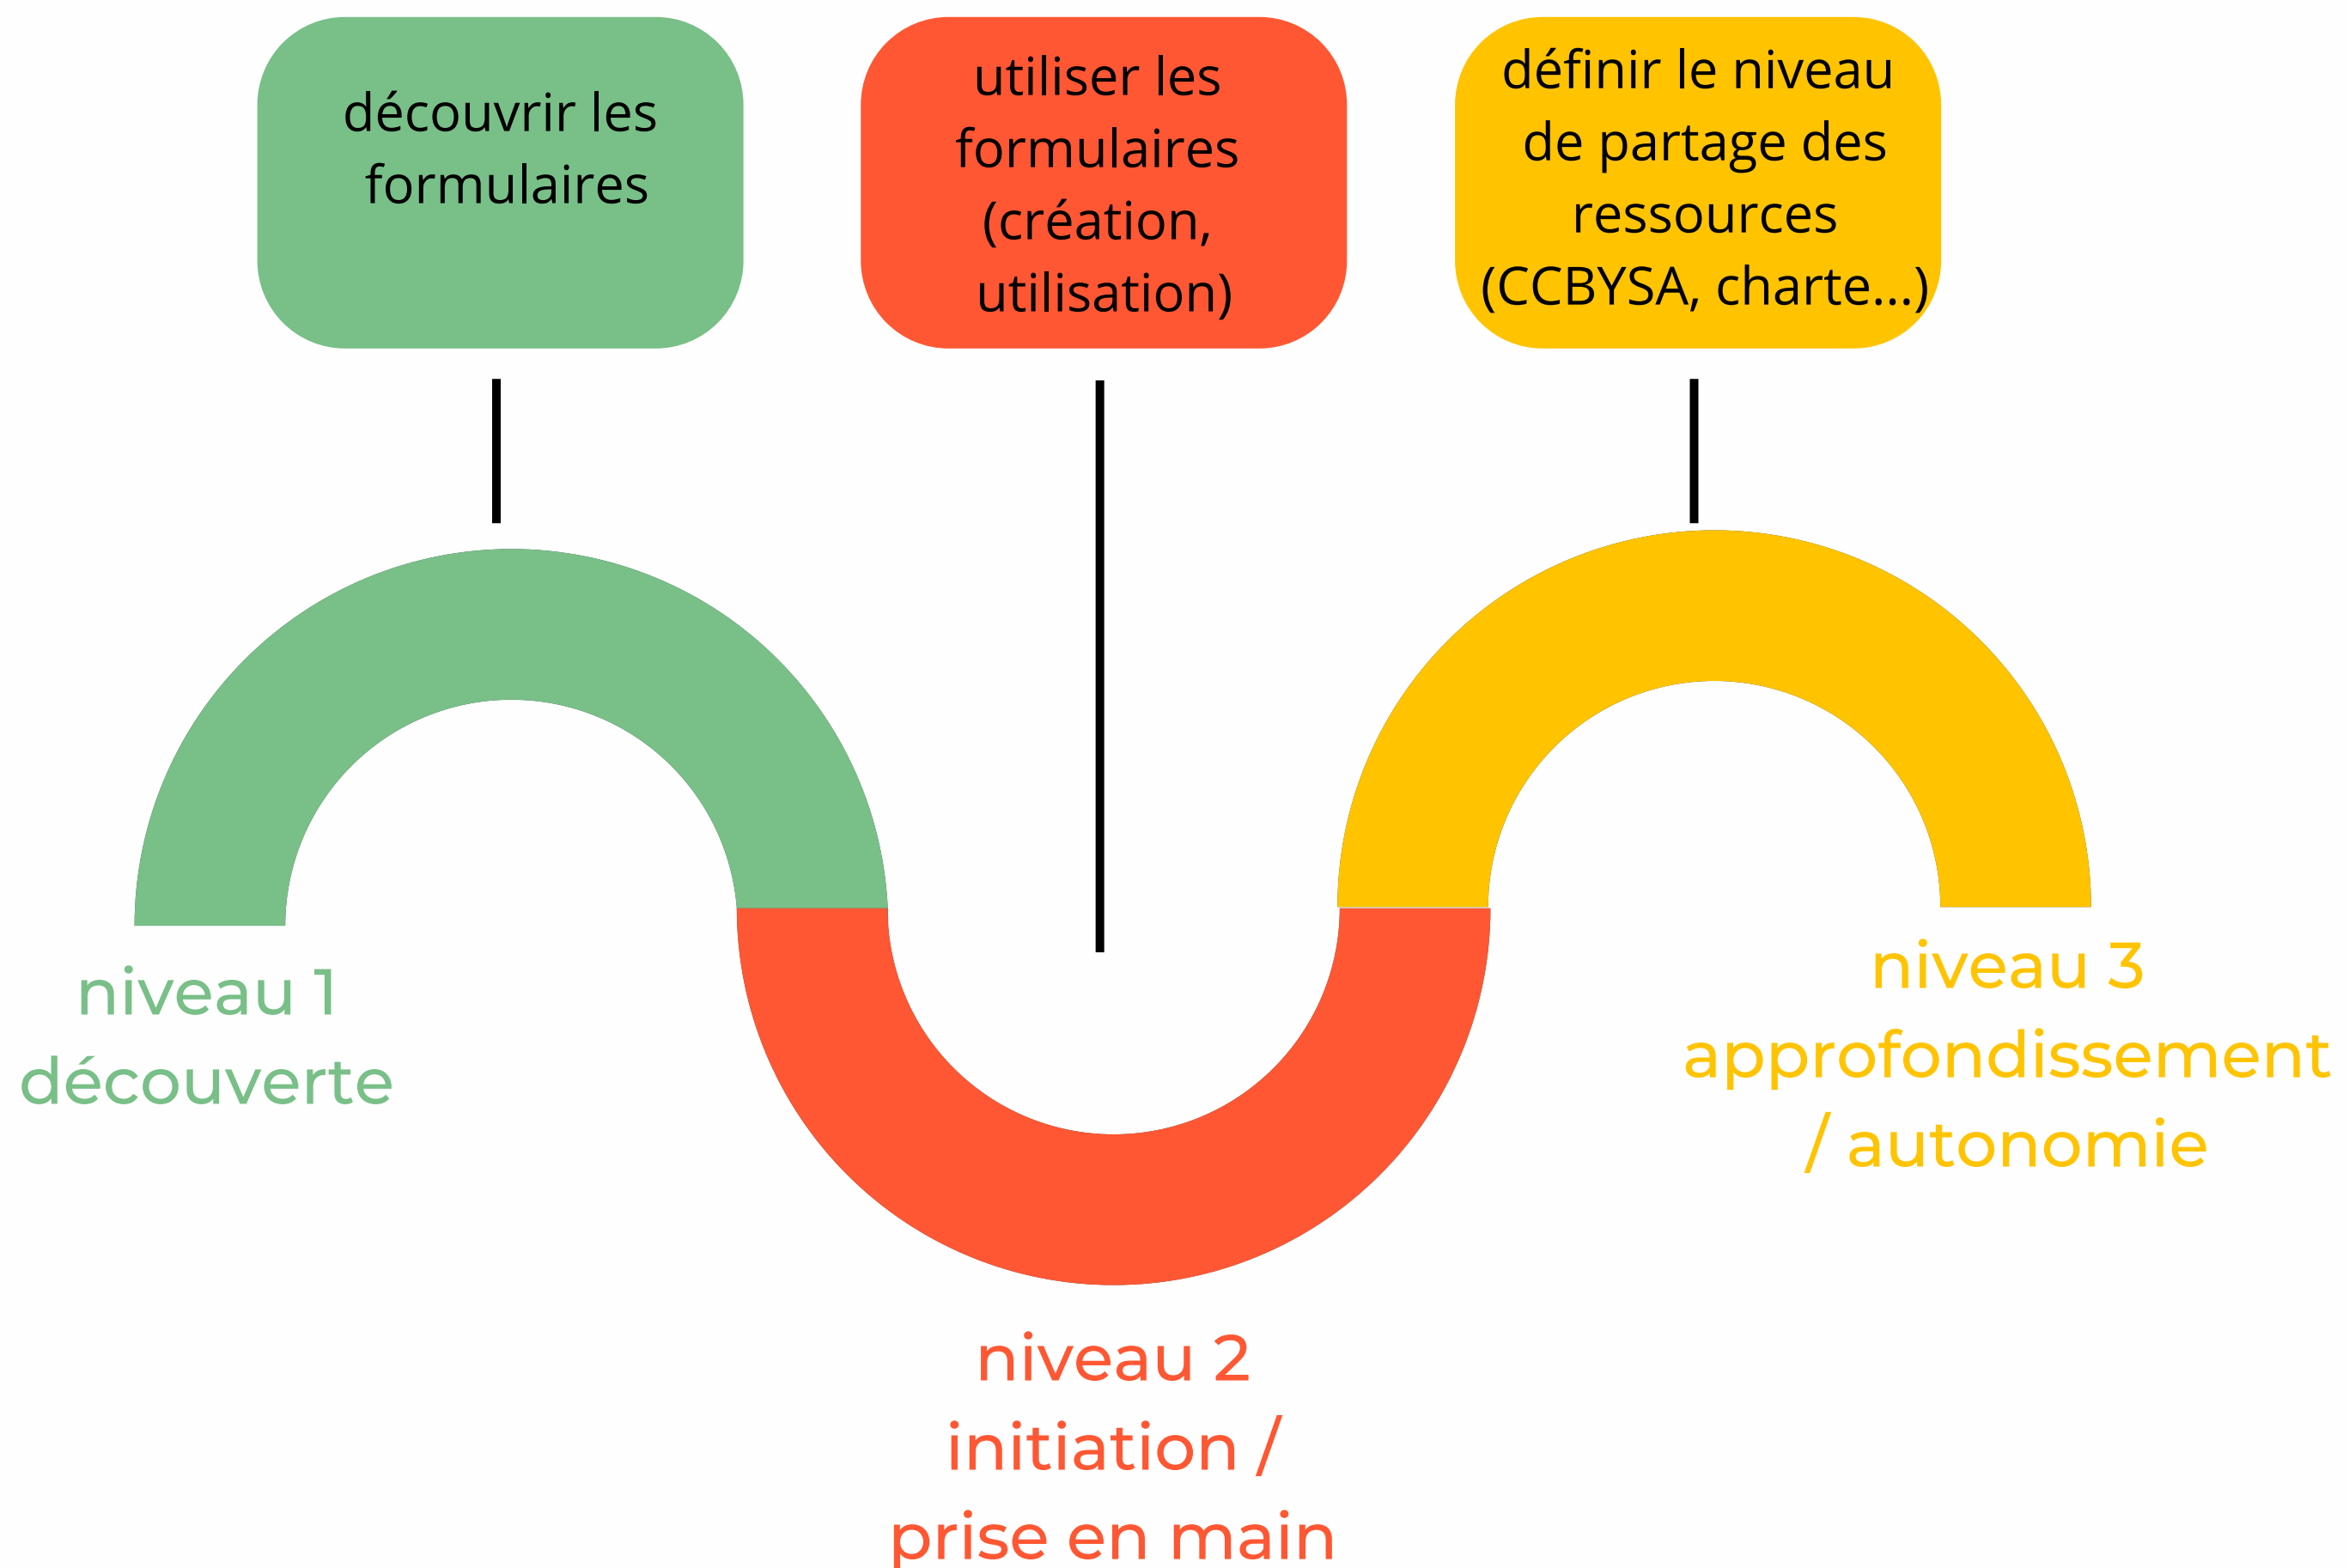 découvrir les
formulaires
utiliser les
formulaires
(création,
utilisation)
définir le niveau
de patage des
ressources
(CCBYSA, charte...)
niveau 1
découverte
niveau 2
initiation /
prise en main
niveau 3
approfondissement
/ autonomie